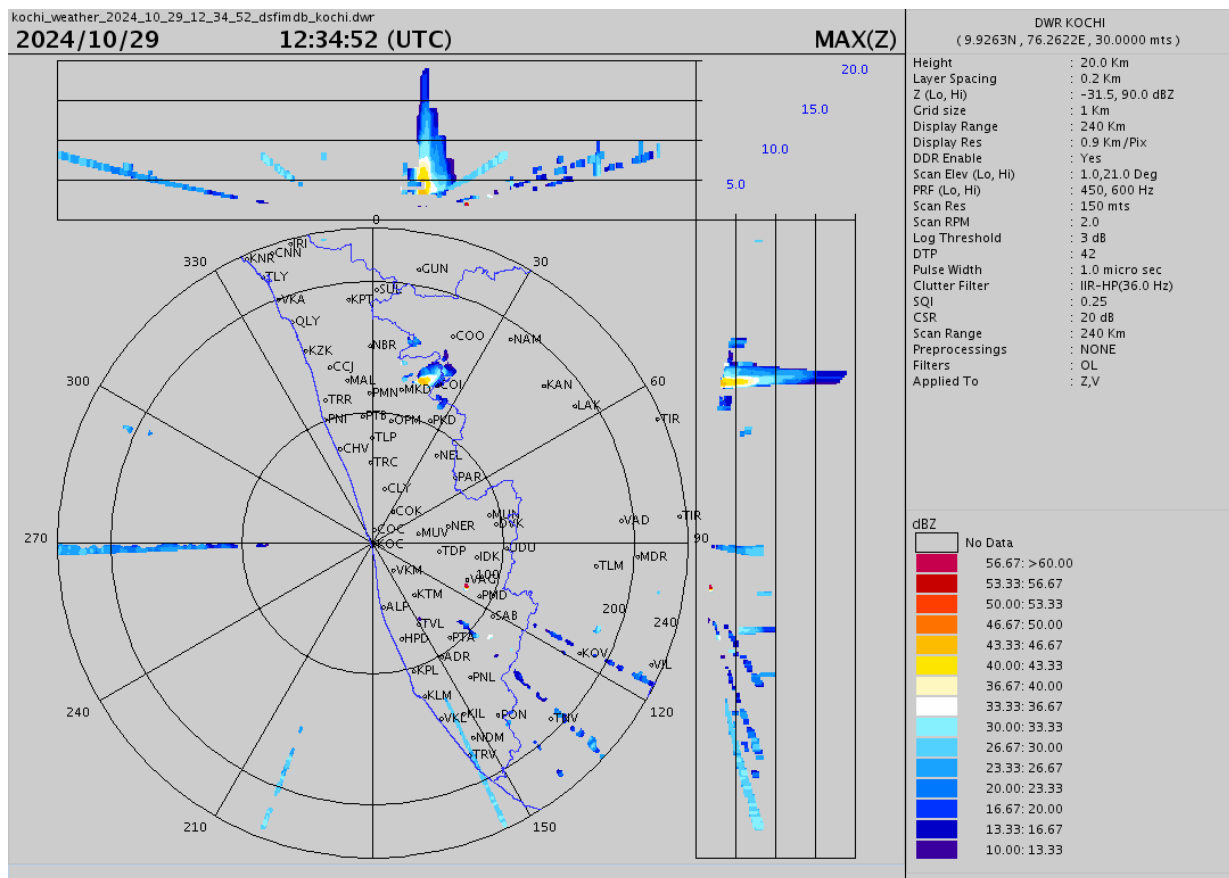 kochi_weather_2024_10_29_12_34_52_dsfimdb_kochi.dwr
2024/10/29 12:34:52 (UTC) MAX(Z)
20.0
15.0
10.0
5.0
0
30
60
90
120
150
210
240
270
300
330
100
200
240
IRI
CNN
KNR
TLY
GUN
SUL
VKA
KPT
QLY
COO
NAM
NBR
KZK
CCJ
MAL
COI
KAN
PMN
MKD
TRR
LAK
PNI
PTB
OPM
PKD
TIR
TLP
CHV
NEL
TRC
PAR
CLY
COK
MUN
TIR
VAD
DVK
NER
COC
MUV
KOC
UDU
TDP
IDK
MDR
TLM
VKM
VAG
KTM
PMD
ALP
SAB
TVL
HPD
PTA
KOV
ADR
VIL
KPL
PNL
KLM
VKL
KIL
PON
TNV
NDM
TRV
DWR KOCHI
( 9.9263N , 76.2622E , 30.0000 mts )
Height : 20.0 Km
Layer Spacing : 0.2 Km
Z (Lo, Hi) : -31.5, 90.0 dBZ
Grid size : 1 Km
Display Range : 240 Km
Display Res : 0.9 Km/Pix
DDR Enable : Yes
Scan Elev (Lo, Hi) : 1.0,21.0 Deg
PRF (Lo, Hi) : 450, 600 Hz
Scan Res : 150 mts
Scan RPM : 2.0
Log Threshold : 3 dB
DTP : 42
Pulse Width : 1.0 micro sec
Clutter Filter : IIR-HP(36.0 Hz)
SQI : 0.25
CSR : 20 dB
Scan Range : 240 Km
Preprocessings : NONE
Filters : OL
Applied To : Z,V
dBZ
No Data
56.67: >60.00
53.33: 56.67
50.00: 53.33
46.67: 50.00
43.33: 46.67
40.00: 43.33
36.67: 40.00
33.33: 36.67
30.00: 33.33
26.67: 30.00
23.33: 26.67
20.00: 23.33
16.67: 20.00
13.33: 16.67
10.00: 13.33